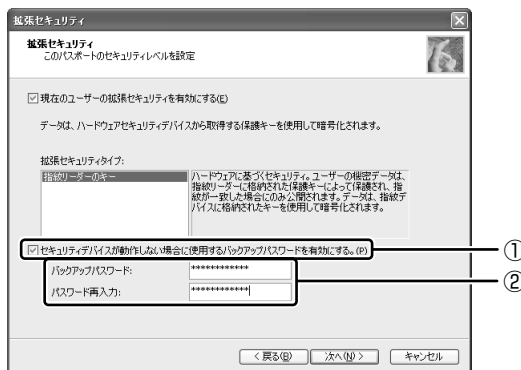 拡張セキュリティ
拡張セキュリティ
このパスポートのセキュリティレベルを設定
現在のユーザーの拡張セキュリティを有効にする(E)
データは、ハードウェアセキュリティデバイスから取得する保護キーを使用して暗号化されます。
拡張セキュリティタイプ:
指紋リーダーのキー
ハードウェアに基づくセキュリティ。ユーザーの機密データは、
指紋リーダーに格納された保護キーによって保護され、指
紋が一致した場合にのみ公開されます。データは、指紋デ
バイスに格納されたキーを使用して暗号化されます。
セキュリティデバイスが動作しない場合に使用するバックアップパスワードを有効にする。(P)
①
バックアップパスワード:
************
②
パスワード再入力:
************
< 戻る(B)
次へ(N) >
キャンセル